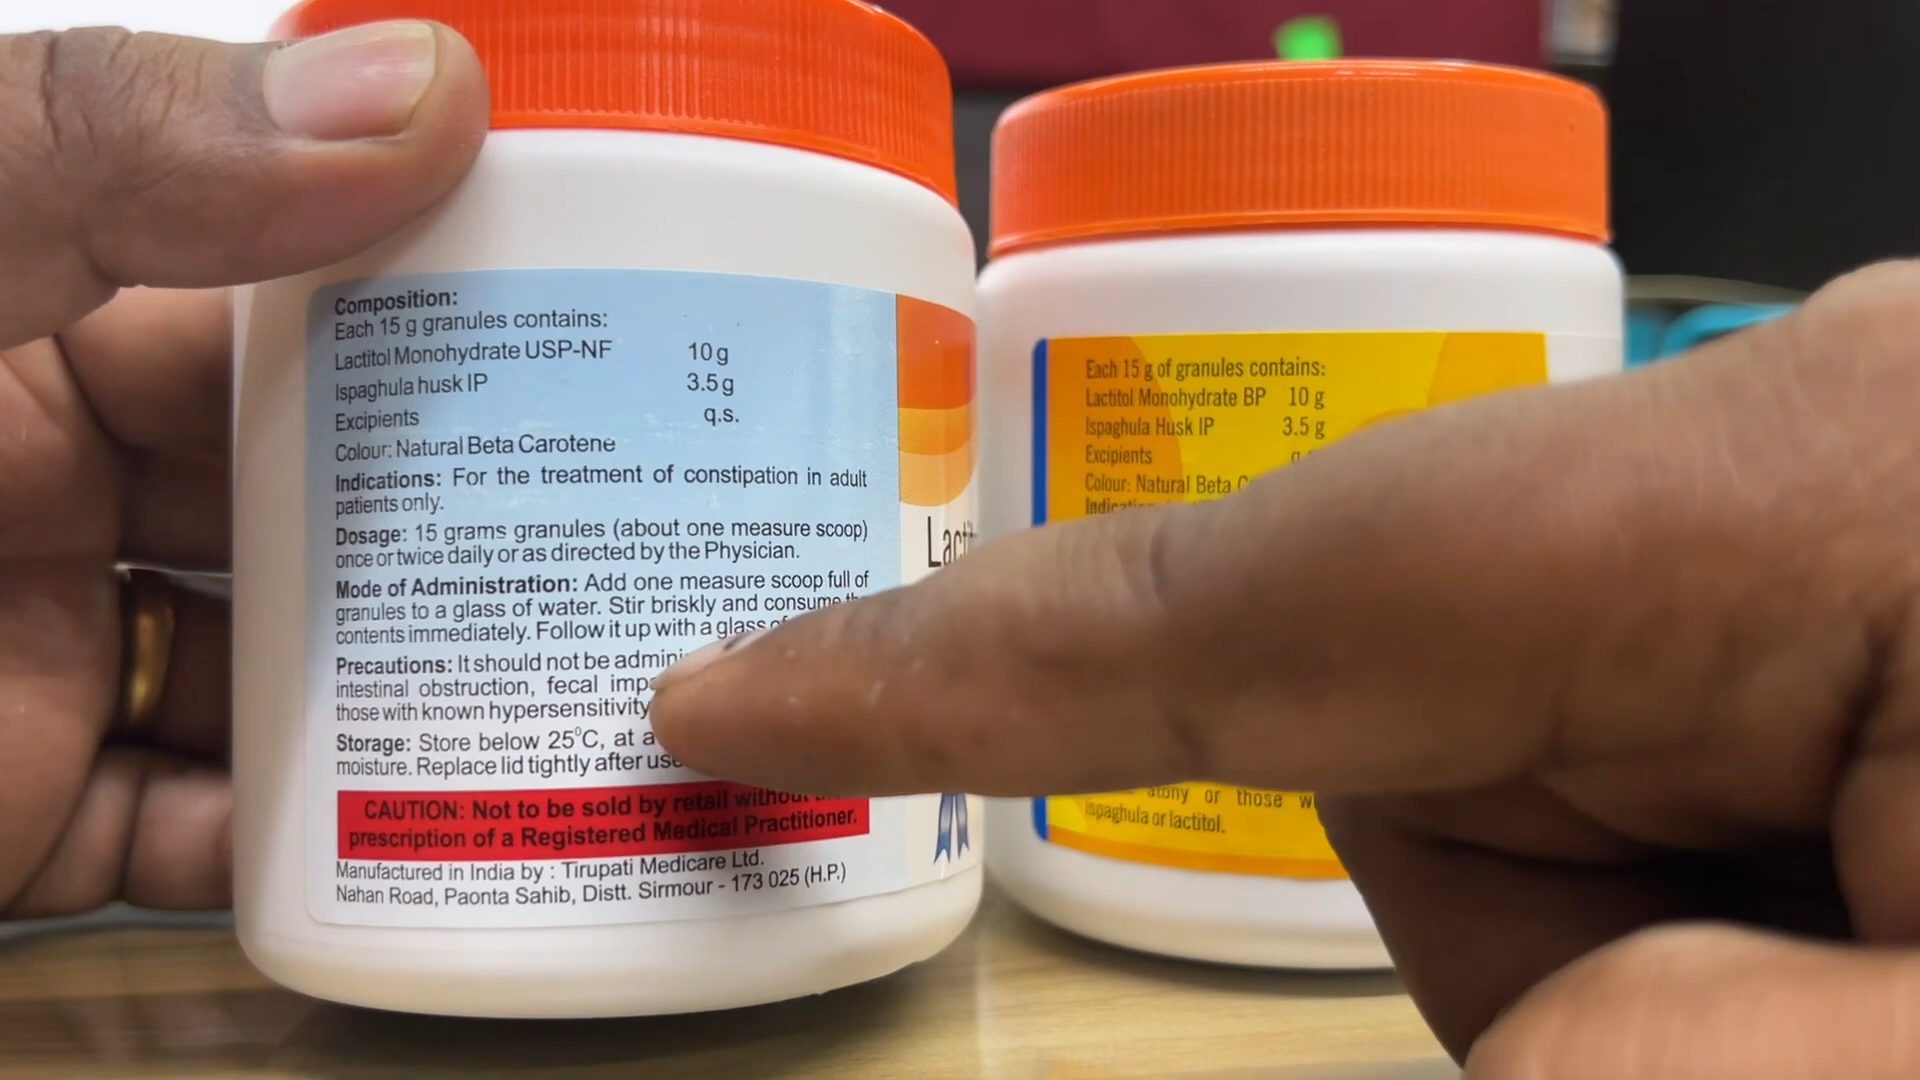 Composition:
Each 15 g granules contains:
Lactitol Monohydrate USP-NF 10 g
Ispaghula husk IP 3.5 g
Excipients q.s.
Colour: Natural Beta Carotene
Indications: For the treatment of constipation in adult
patients only.
Dosage: 15 grams granules (about one measure scoop)
once or twice daily or as directed by the Physician.
Mode of Administration: Add one measure scoop full of
granules to a glass of water. Stir briskly and consume
contents immediately. Follow it up with a glass
Precautions: It should not be
intestinal obstruction, fecal
those with known hypersensitivity
Storage: Store below 25°C, at a
moisture. Replace lid tightly after
CAUTION: Not to be sold by retail without
prescription of a Registered Medical Practitioner.
Manufactured in India by : Tirupati Medicare Ltd.
Nahan Road, Paonta Sahib, Distt. Sirmour - 173 025 (H.P.)
Each 15 g of granules contains:
Lactitol Monohydrate BP 10 g
Ispaghula Husk IP 3.5 g
Excipients
Colour: Natural Beta
atony or those
ispaghula or lactitol.